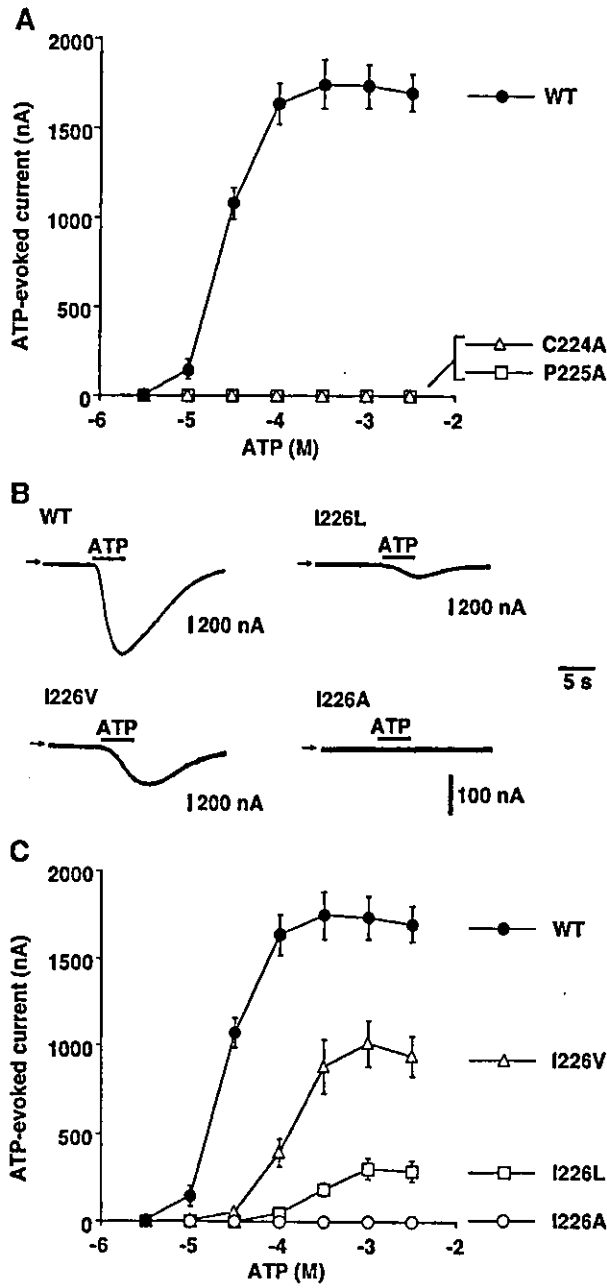 A
2000
1500
1000
500
0
ATP-evoked current (nA)
-6
-5
-4
-3
-2
ATP (M)
WT
C224A
P225A
B
WT
ATP
200 nA
I226L
ATP
200 nA
5 s
I226V
ATP
200 nA
I226A
ATP
100 nA
C
2000
1500
1000
500
0
ATP-evoked current (nA)
-6
-5
-4
-3
-2
ATP (M)
WT
I226V
I226L
I226A